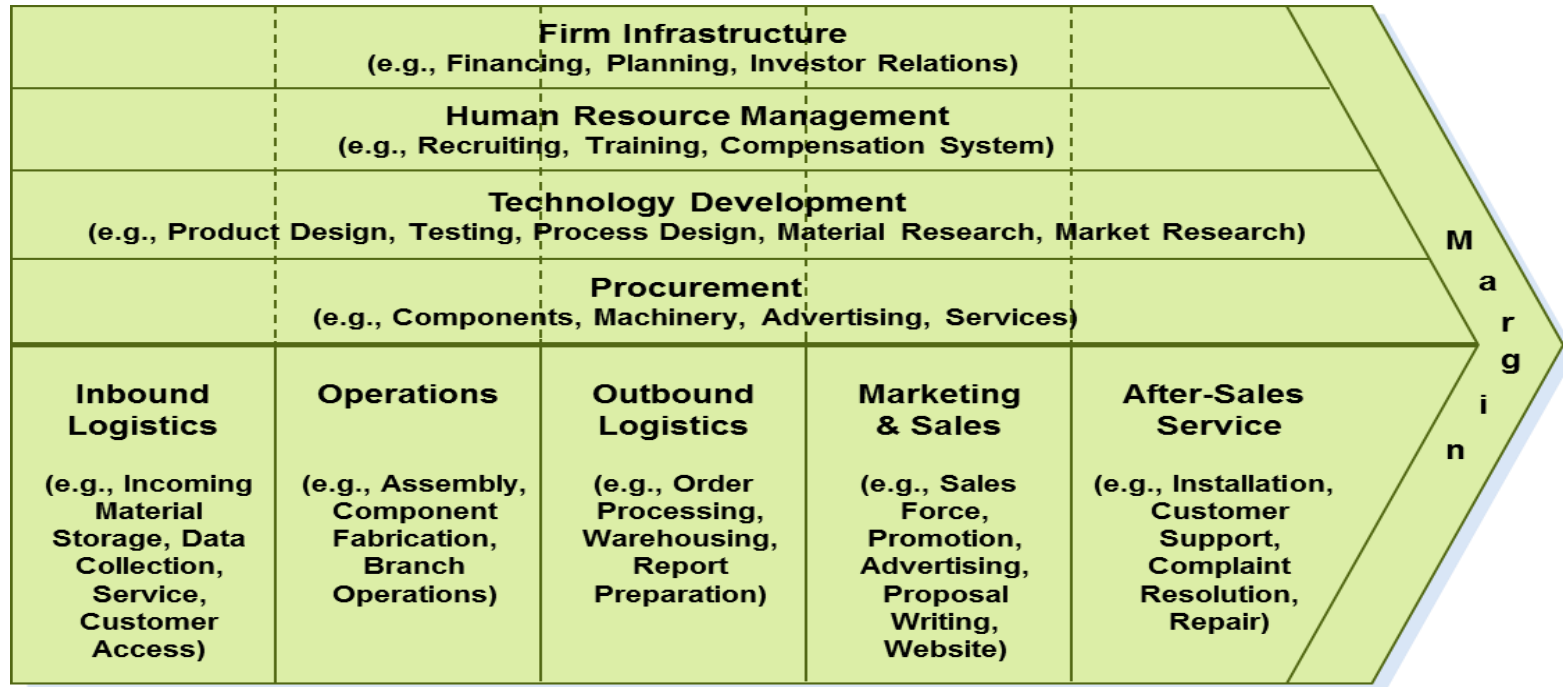 Firm Infrastructure
(e.g., Financing, Planning, Investor Relations)
Human Resource Management
(e.g., Recruiting, Training, Compensation System)
Technology Development
(e.g., Product Design, Testing, Process Design, Material Research, Market Research)
Procurement
(e.g., Components, Machinery, Advertising, Services)
Inbound
Logistics
(e.g., Incoming
Material
Storage, Data
Collection,
Service,
Customer
Access)
Operations
(e.g., Assembly,
Component
Fabrication,
Branch
Operations)
Outbound
Logistics
(e.g., Order
Processing,
Warehousing,
Report
Preparation)
Marketing
& Sales
(e.g., Sales
Force,
Promotion,
Advertising,
Proposal
Writing,
Website)
After-Sales
Service
(e.g., Installation,
Customer
Support,
Complaint
Resolution,
Repair)
Margin